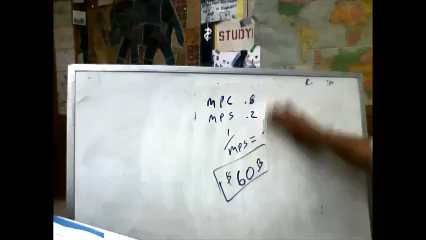 STUDY!
MPC .8
MPS .2
1/MPS =
$60B